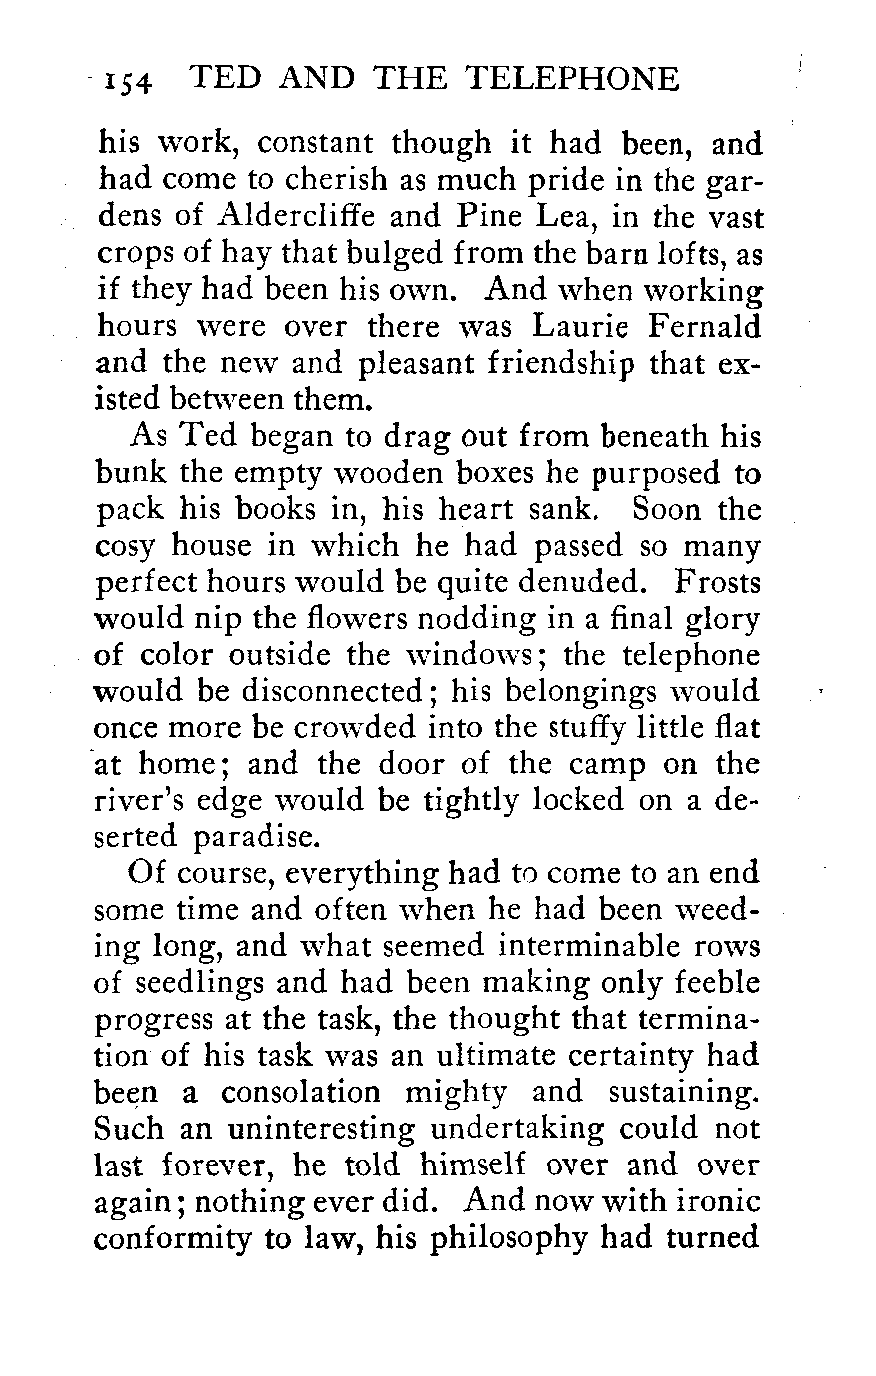 154 TED AND THE TELEPHONE
his work, constant though it had been, and
had come to cherish as much pride in the gar-
dens of Aldercliffe and Pine Lea, in the vast
crops of hay that bulged from the barn lofts, as
if they had been his own. And when working
hours were over there was Laurie Fernald
and the new and pleasant friendship that ex-
isted between them.
As Ted began to drag out from beneath his
bunk the empty wooden boxes he purposed to
pack his books in, his heart sank. Soon the
cosy house in which he had passed so many
perfect hours would be quite denuded. Frosts
would nip the flowers nodding in a final glory
of color outside the windows; the telephone
would be disconnected; his belongings would
once more be crowded into the stuffy little flat
at home; and the door of the camp on the
river's edge would be tightly locked on a de-
serted paradise.
Of course, everything had to come to an end
some time and often when he had been weed-
ing long, and what seemed interminable rows
of seedlings and had been making only feeble
progress at the task, the thought that termina-
tion of his task was an ultimate certainty had
been a consolation mighty and sustaining.
Such an uninteresting undertaking could not
last forever, he told himself over and over
again; nothing ever did. And now with ironic
conformity to law, his philosophy had turned